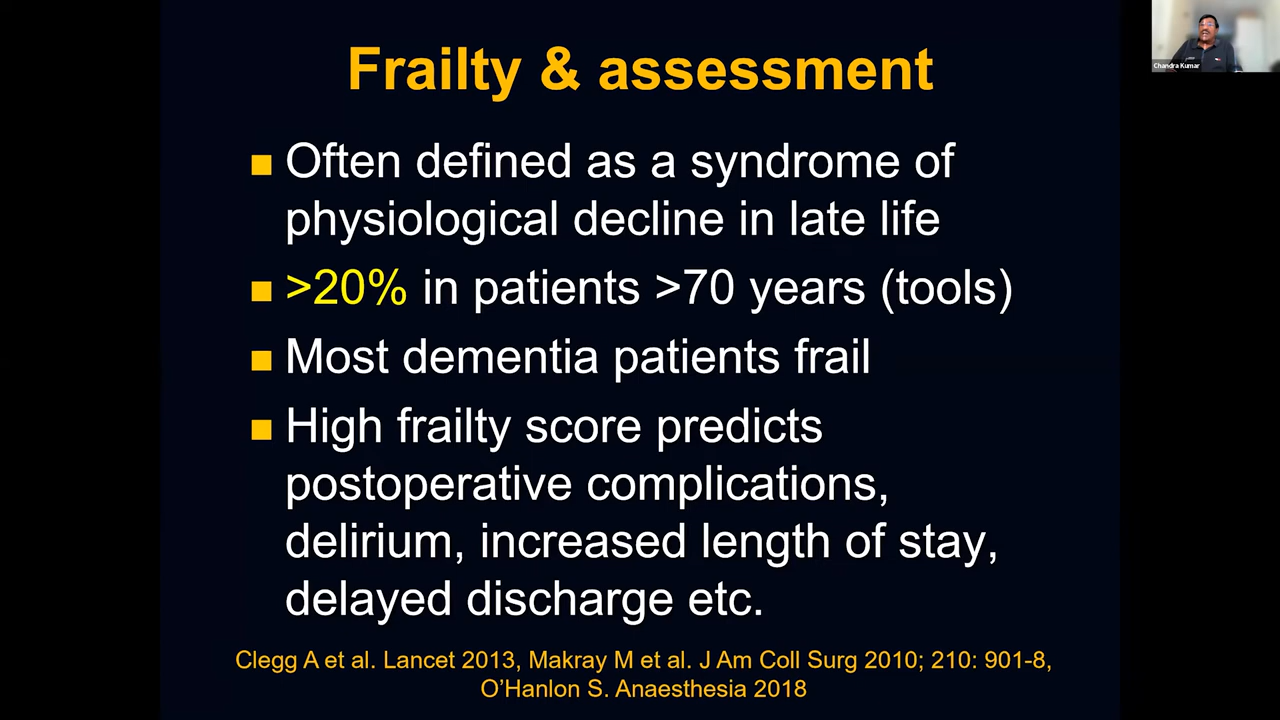 Frailty & assessment
Chandra Kumar
Often defined as a syndrome of
physiological decline in late life
>20% in patients >70 years (tools)
Most dementia patients frail
High frailty score predicts
postoperative complications,
delirium, increased length of stay,
delayed discharge etc.
Clegg A et al. Lancet 2013, Makray M et al. J Am Coll Surg 2010; 210: 901-8,
O’Hanlon S. Anaesthesia 2018